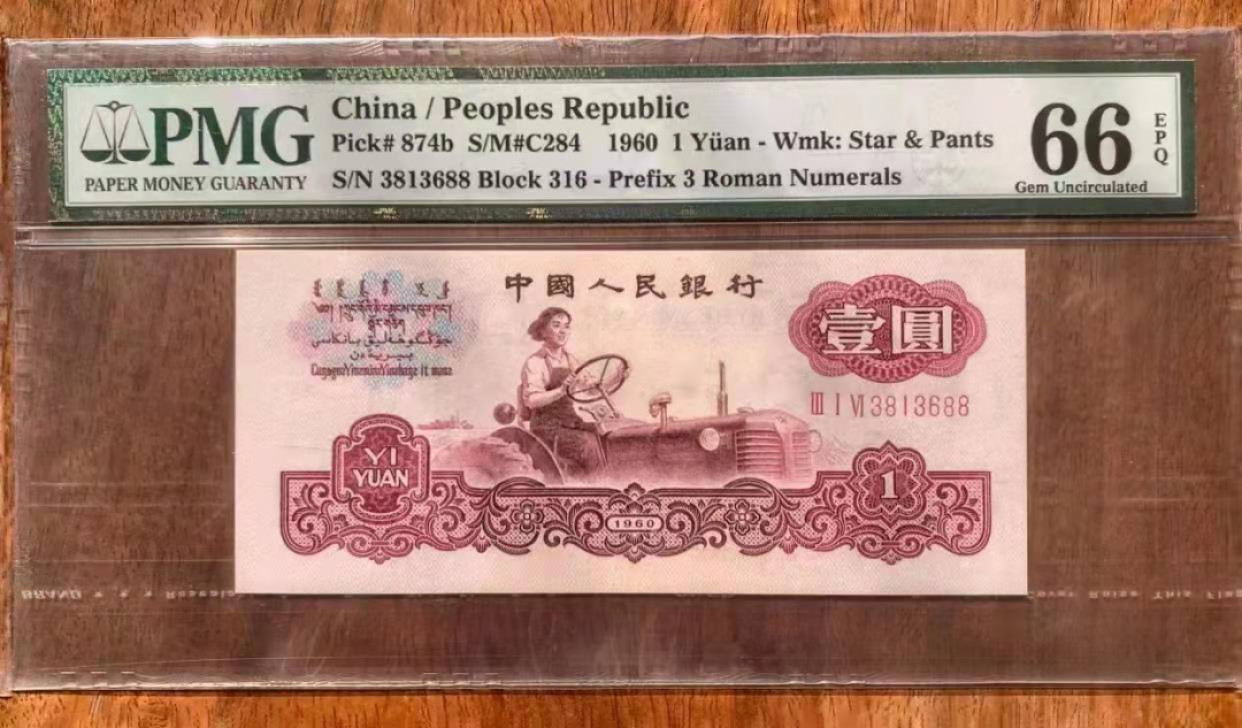 PMG
PAPER MONEY GUARANTY
China / Peoples Republic
Pick# 874b S/M#C284 1960 1 Yüan - Wmk: Star & Pants
S/N 3813688 Block 316 - Prefix 3 Roman Numerals
66
EPQ
Gem Uncirculated
中國人民銀行
壹圓
III I VI 3813688
YI
YUAN
1
1960
BRAND
This